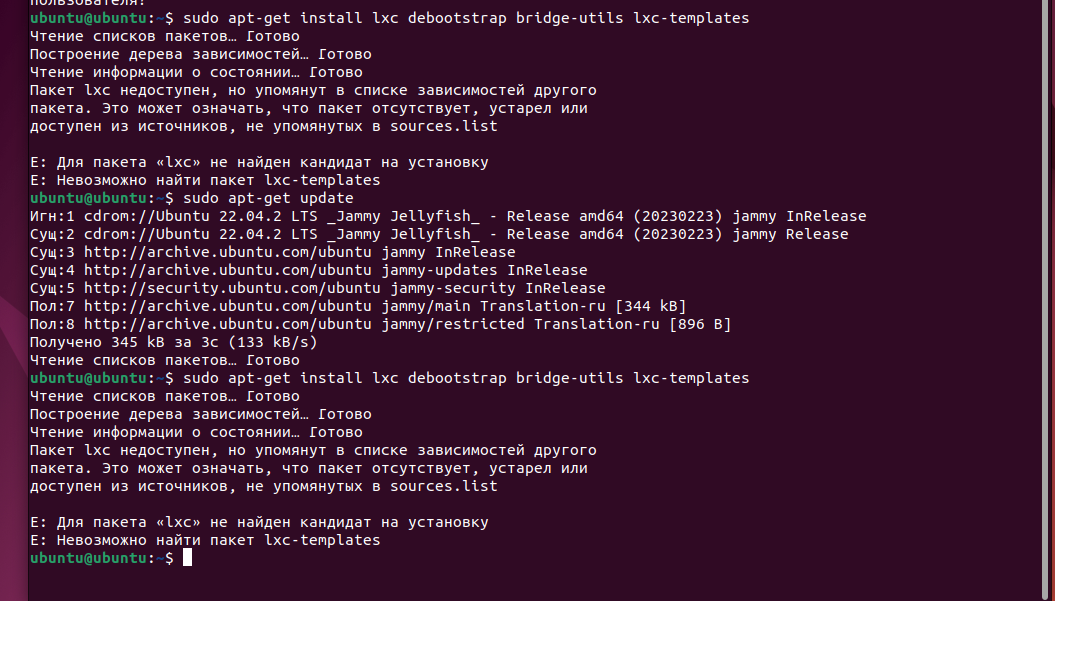 пользователя!
ubuntu@ubuntu:~$ sudo apt-get install lxc debootstrap bridge-utils lxc-templates
Чтение списков пакетов… Готово
Построение дерева зависимостей… Готово
Чтение информации о состоянии… Готово
Пакет lxc недоступен, но упомянут в списке зависимостей другого
пакета. Это может означать, что пакет отсутствует, устарел или
доступен из источников, не упомянутых в sources.list

E: Для пакета «lxc» не найден кандидат на установку
E: Невозможно найти пакет lxc-templates
ubuntu@ubuntu:~$ sudo apt-get update
Игн:1 cdrom://Ubuntu 22.04.2 LTS _Jammy Jellyfish_ - Release amd64 (20230223) jammy InRelease
Сущ:2 cdrom://Ubuntu 22.04.2 LTS _Jammy Jellyfish_ - Release amd64 (20230223) jammy Release
Сущ:3 http://archive.ubuntu.com/ubuntu jammy InRelease
Сущ:4 http://archive.ubuntu.com/ubuntu jammy-updates InRelease
Сущ:5 http://security.ubuntu.com/ubuntu jammy-security InRelease
Пол:7 http://archive.ubuntu.com/ubuntu jammy/main Translation-ru [344 kB]
Пол:8 http://archive.ubuntu.com/ubuntu jammy/restricted Translation-ru [896 B]
Получено 345 kB за 3с (133 kB/s)
Чтение списков пакетов… Готово
ubuntu@ubuntu:~$ sudo apt-get install lxc debootstrap bridge-utils lxc-templates
Чтение списков пакетов… Готово
Построение дерева зависимостей… Готово
Чтение информации о состоянии… Готово
Пакет lxc недоступен, но упомянут в списке зависимостей другого
пакета. Это может означать, что пакет отсутствует, устарел или
доступен из источников, не упомянутых в sources.list

E: Для пакета «lxc» не найден кандидат на установку
E: Невозможно найти пакет lxc-templates
ubuntu@ubuntu:~$